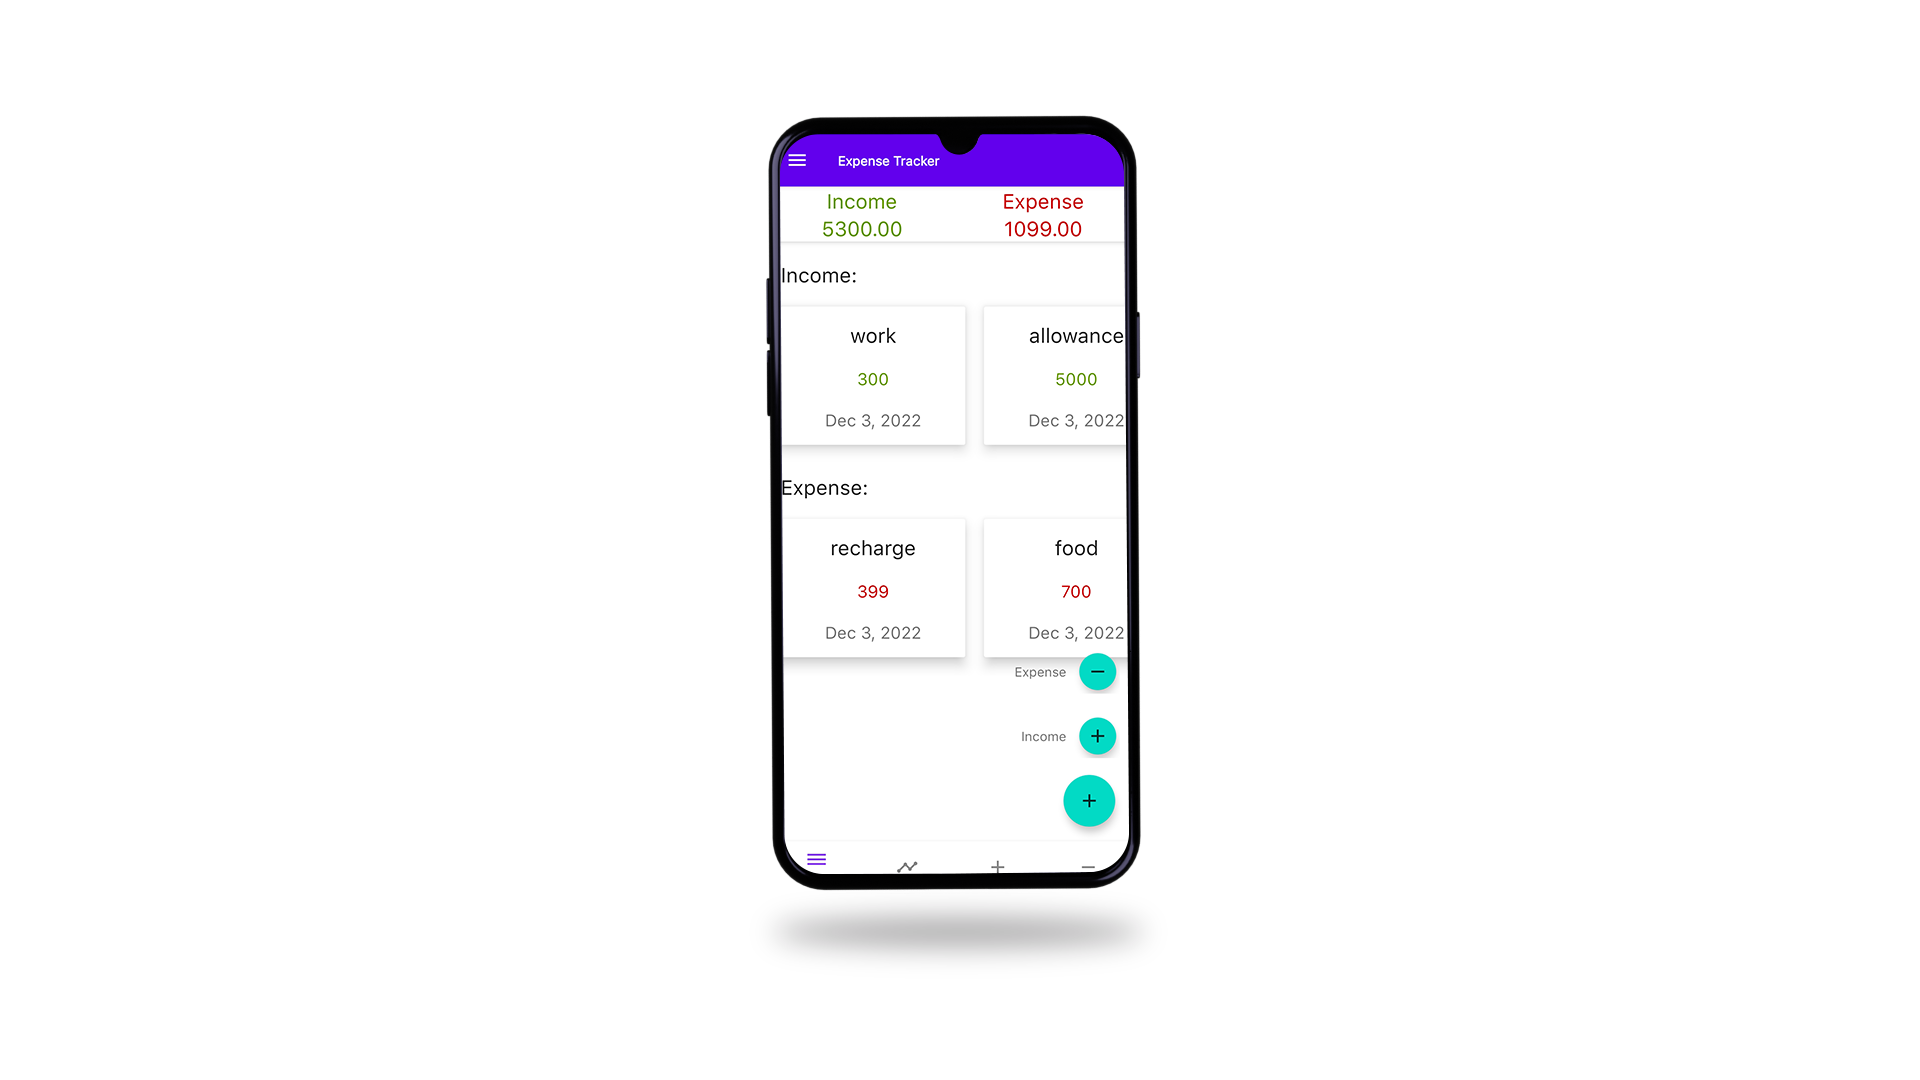 Expense Tracker
Income Expense
5300.00 1099.00
Income:
work allowance
300 5000
Dec 3, 2022 Dec 3, 2022
Expense:
recharge food
399 700
Dec 3, 2022 Dec 3, 2022
Expense
Income